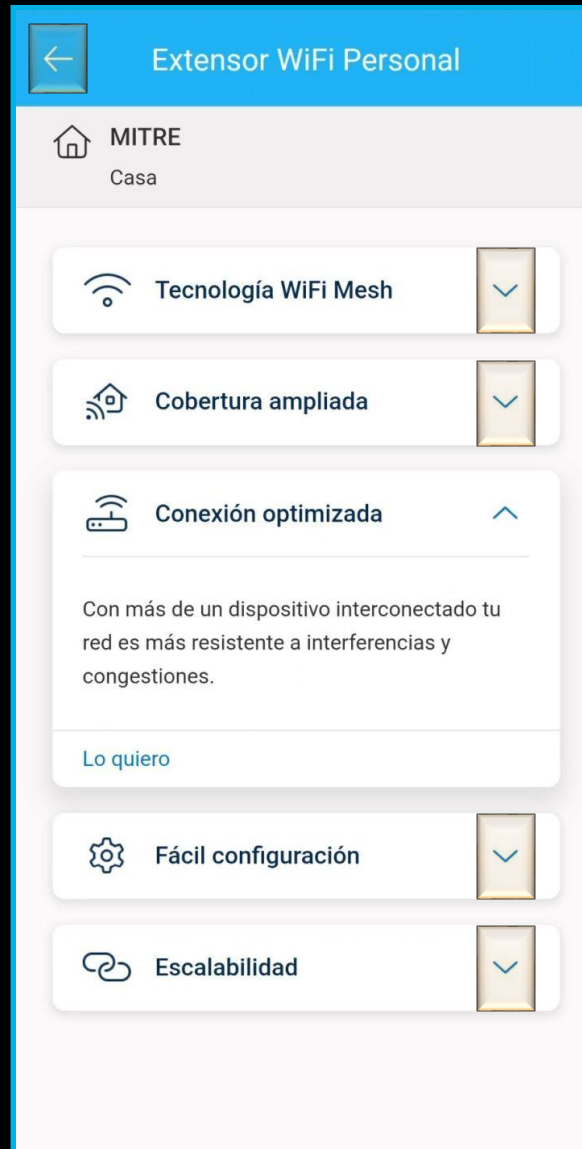 Extensor WiFi Personal
MITRE
Casa
Tecnología WiFi Mesh
Cobertura ampliada
Conexión optimizada
Con más de un dispositivo interconectado tu
red es más resistente a interferencias y
congestiones.
Lo quiero
Fácil configuración
Escalabilidad